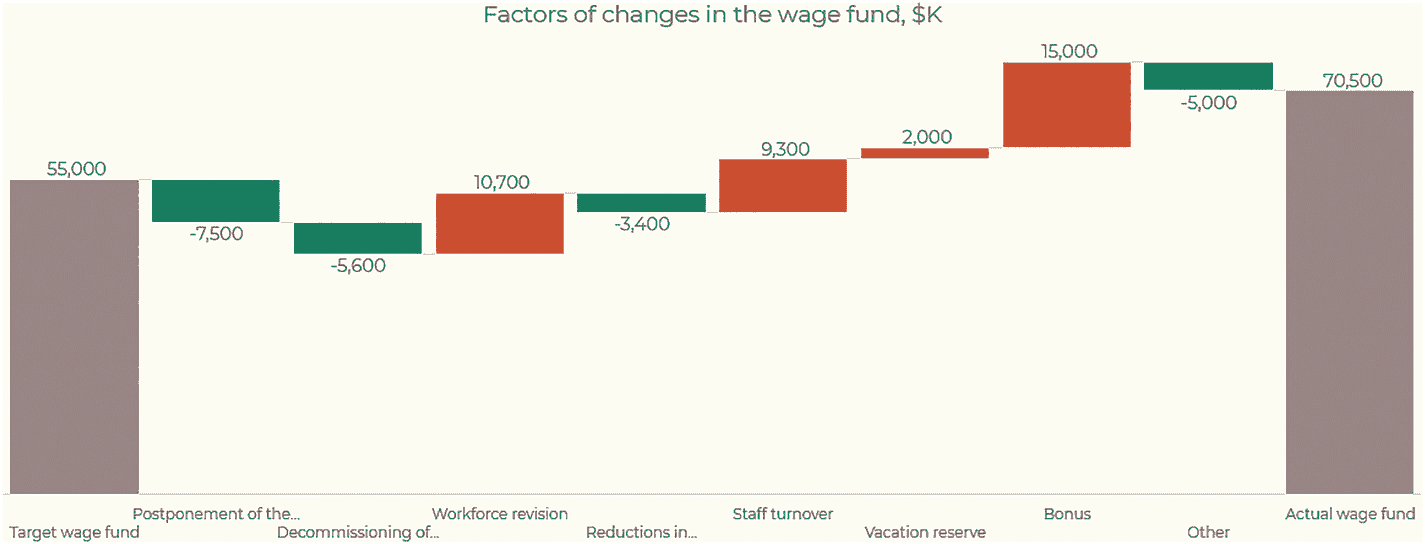 Factors of changes in the wage fund, $K
55,000
-7,500
-5,600
10,700
-3,400
9,300
2,000
15,000
-5,000
70,500
Target wage fund
Postponement of the...
Decommissioning of...
Workforce revision
Reductions in...
Staff turnover
Vacation reserve
Bonus
Other
Actual wage fund